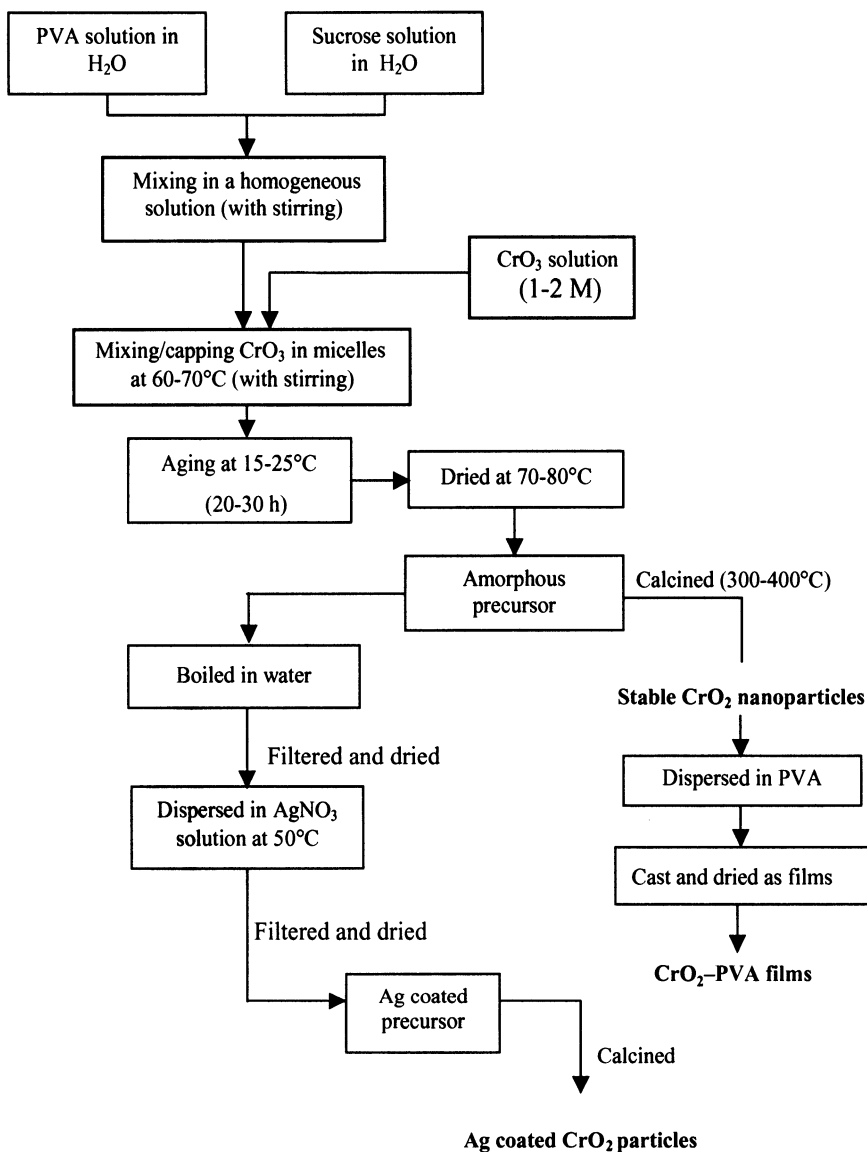 PVA solution in
H₂O
Sucrose solution
in H₂O
Mixing in a homogeneous
solution (with stirring)
CrO₃ solution
(1-2 M)
Mixing/capping CrO₃ in micelles
at 60-70°C (with stirring)
Aging at 15-25°C
(20-30 h)
Dried at 70-80°C
Amorphous
precursor
Calcined (300-400°C)
Boiled in water
Stable CrO₂ nanoparticles
Filtered and dried
Dispersed in PVA
Dispersed in AgNO₃
solution at 50°C
Cast and dried as films
Filtered and dried
CrO₂–PVA films
Ag coated
precursor
Calcined
Ag coated CrO₂ particles